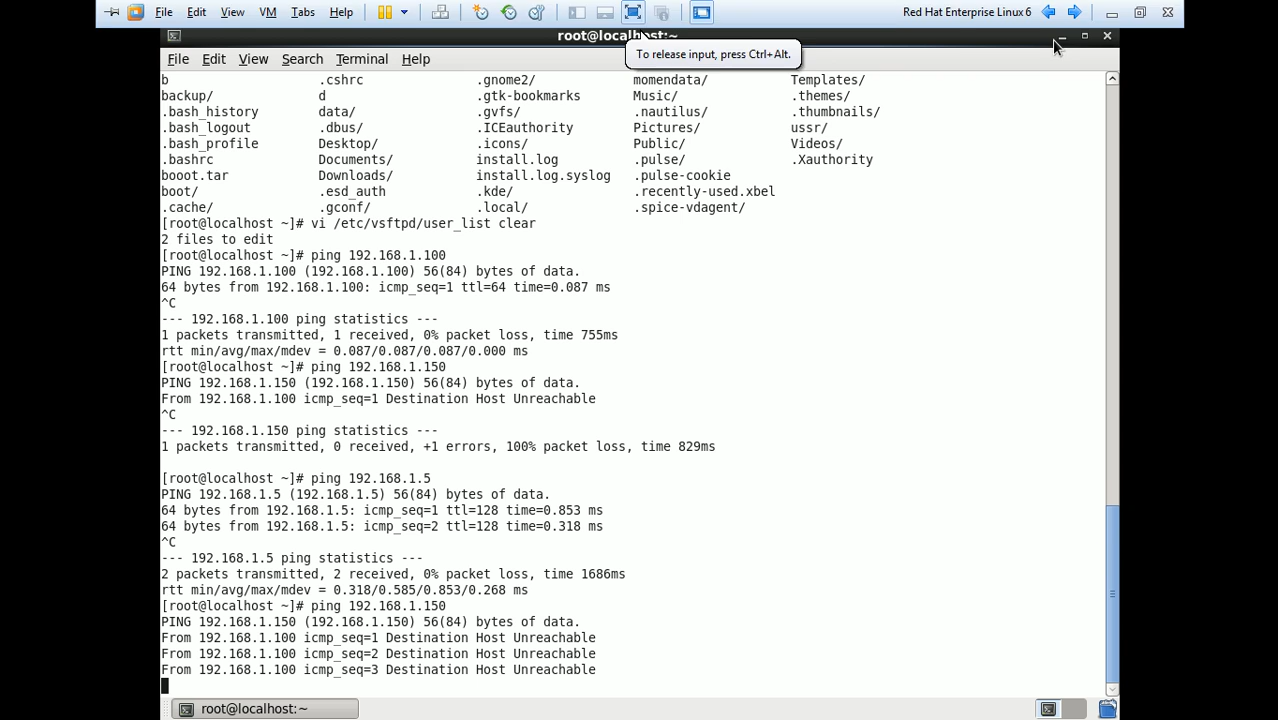 File Edit View VM Tabs Help Red Hat Enterprise Linux 6
root@localhost:~
To release input, press Ctrl+Alt.
File Edit View Search Terminal Help
b .cshrc .gnome2/ momendata/ Templates/
backup/ d .gtk-bookmarks Music/ .themes/
.bash_history data/ .gvfs/ .nautilus/ .thumbnails/
.bash_logout .dbus/ .ICEauthority Pictures/ ussr/
.bash_profile Desktop/ .icons/ Public/ Videos/
.bashrc Documents/ install.log .pulse/ .Xauthority
booot.tar Downloads/ install.log.syslog .pulse-cookie
boot/ .esd_auth .kde/ .recently-used.xbel
.cache/ .gconf/ .local/ .spice-vdagent/
[root@localhost ~]# vi /etc/vsftpd/user_list clear
2 files to edit
[root@localhost ~]# ping 192.168.1.100
PING 192.168.1.100 (192.168.1.100) 56(84) bytes of data.
64 bytes from 192.168.1.100: icmp_seq=1 ttl=64 time=0.087 ms
^C
--- 192.168.1.100 ping statistics ---
1 packets transmitted, 1 received, 0% packet loss, time 755ms
rtt min/avg/max/mdev = 0.087/0.087/0.087/0.000 ms
[root@localhost ~]# ping 192.168.1.150
PING 192.168.1.150 (192.168.1.150) 56(84) bytes of data.
From 192.168.1.100 icmp_seq=1 Destination Host Unreachable
^C
--- 192.168.1.150 ping statistics ---
1 packets transmitted, 0 received, +1 errors, 100% packet loss, time 829ms
[root@localhost ~]# ping 192.168.1.5
PING 192.168.1.5 (192.168.1.5) 56(84) bytes of data.
64 bytes from 192.168.1.5: icmp_seq=1 ttl=128 time=0.853 ms
64 bytes from 192.168.1.5: icmp_seq=2 ttl=128 time=0.318 ms
^C
--- 192.168.1.5 ping statistics ---
2 packets transmitted, 2 received, 0% packet loss, time 1686ms
rtt min/avg/max/mdev = 0.318/0.585/0.853/0.268 ms
[root@localhost ~]# ping 192.168.1.150
PING 192.168.1.150 (192.168.1.150) 56(84) bytes of data.
From 192.168.1.100 icmp_seq=1 Destination Host Unreachable
From 192.168.1.100 icmp_seq=2 Destination Host Unreachable
From 192.168.1.100 icmp_seq=3 Destination Host Unreachable
root@localhost:~